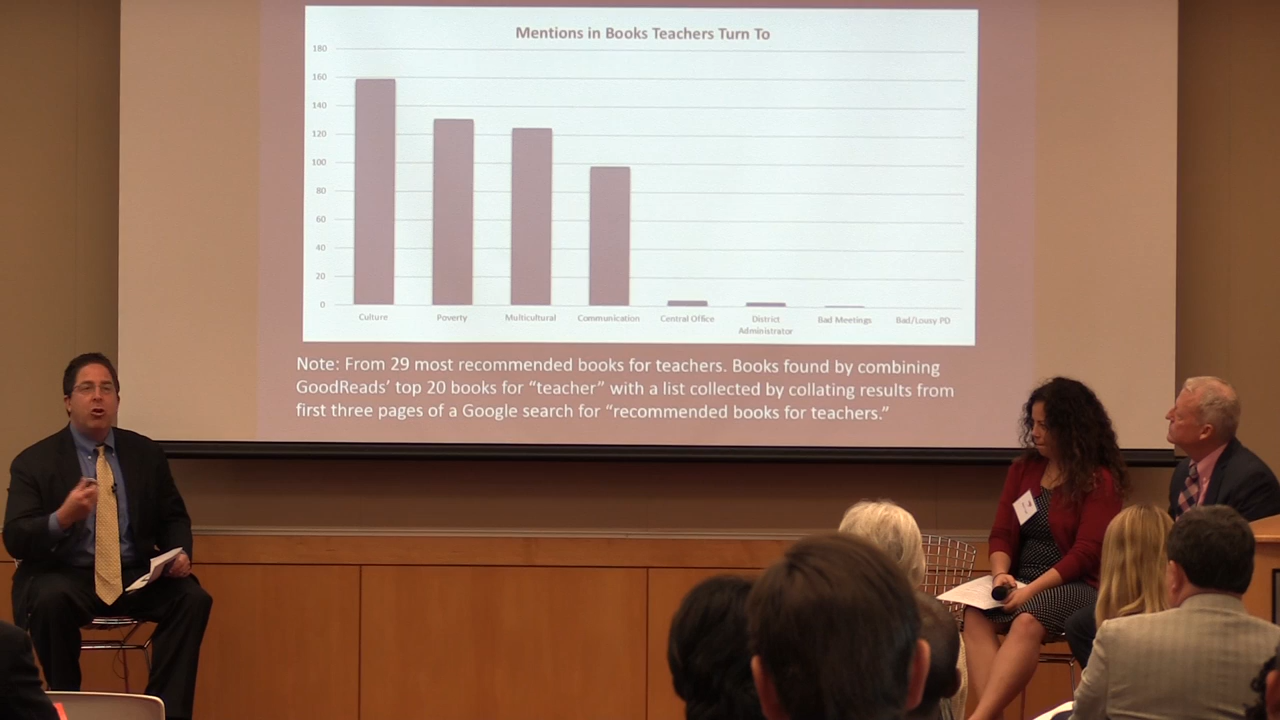 Mentions in Books Teachers Turn To
180
160
140
120
100
80
60
40
20
0
Culture
Poverty
Multicultural
Communication
Central Office
District
Administrator
Bad Meetings
Bad/Lousy PD
Note: From 29 most recommended books for teachers. Books found by combining
GoodReads’ top 20 books for “teacher” with a list collected by collating results from
first three pages of a Google search for “recommended books for teachers.”